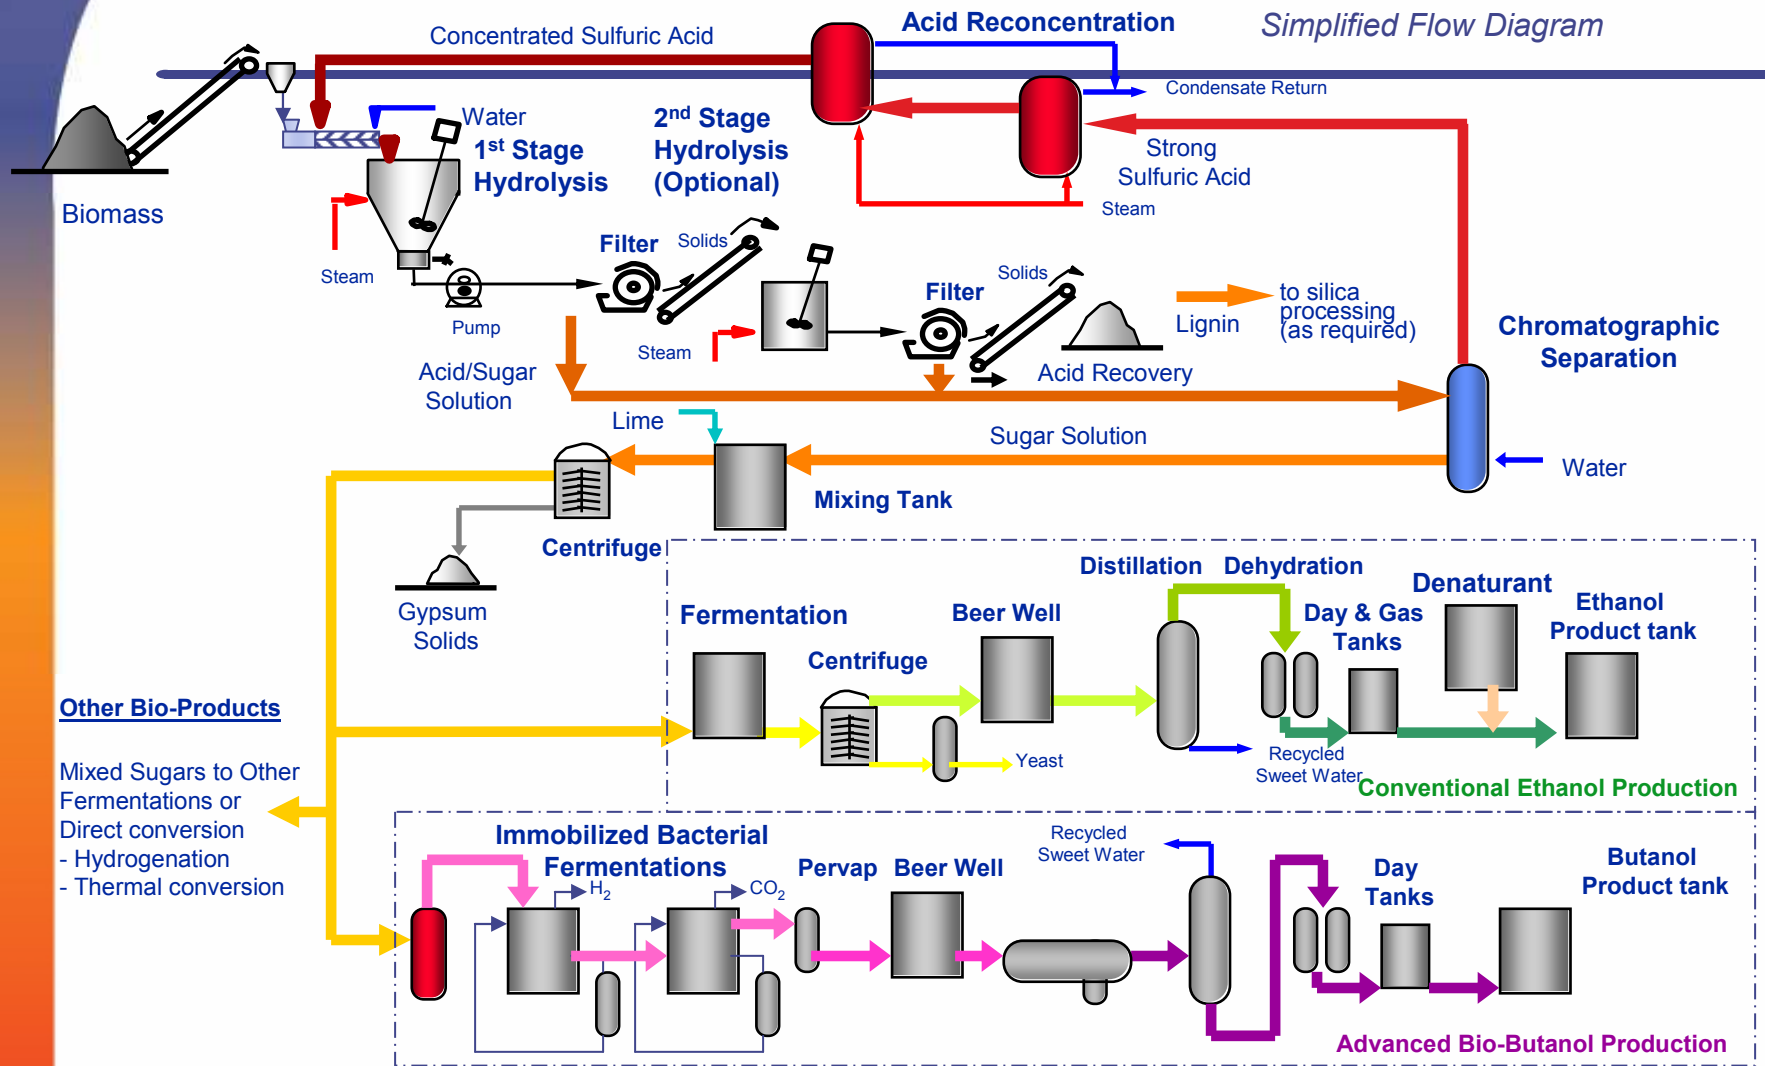 Simplified Flow Diagram
Acid Reconcentration
Concentrated Sulfuric Acid
Condensate Return
Water
1st Stage
Hydrolysis
2nd Stage
Hydrolysis
(Optional)
Strong
Sulfuric Acid
Steam
Biomass
Steam
Filter
Solids
Pump
Steam
Filter
Solids
Lignin
to silica
processing
(as required)
Chromatographic
Separation
Acid/Sugar
Solution
Acid Recovery
Lime
Sugar Solution
Water
Mixing Tank
Centrifuge
Gypsum
Solids
Distillation
Dehydration
Denaturant
Fermentation
Beer Well
Day & Gas
Tanks
Ethanol
Product tank
Centrifuge
Yeast
Recycled
Sweet Water
Conventional Ethanol Production
Other Bio-Products
Mixed Sugars to Other
Fermentations or
Direct conversion
- Hydrogenation
- Thermal conversion
Immobilized Bacterial
Fermentations
H2
CO2
Pervap
Beer Well
Recycled
Sweet Water
Day
Tanks
Butanol
Product tank
Advanced Bio-Butanol Production